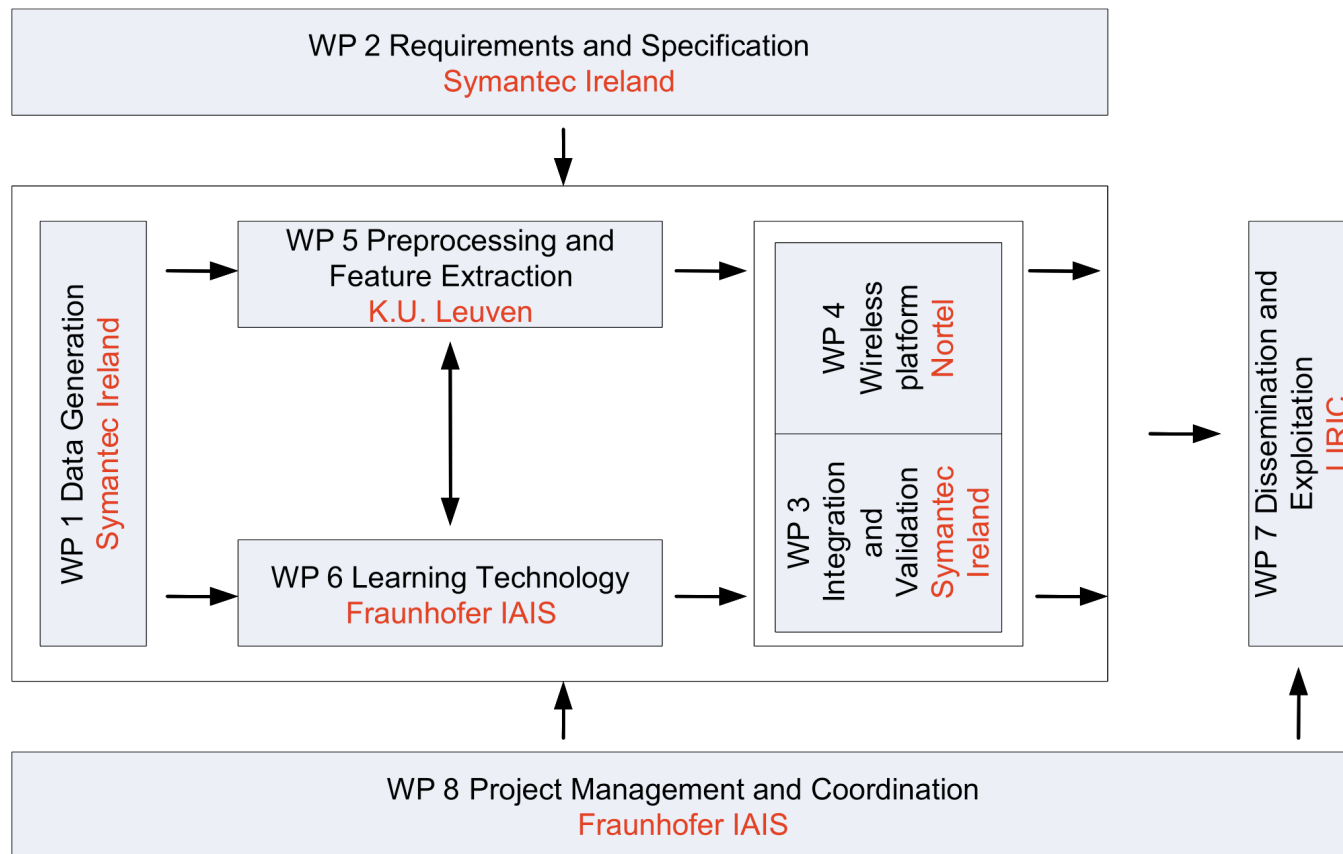 WP 2 Requirements and Specification
Symantec Ireland
WP 1 Data Generation
Symantec Ireland
WP 5 Preprocessing and
Feature Extraction
K.U. Leuven
WP 6 Learning Technology
Fraunhofer IAIS
WP 4
Wireless
platform
Nortel
WP 3
Integration
and
Validation
Symantec
Ireland
WP 7 Dissemination and
Exploitation
WP 8 Project Management and Coordination
Fraunhofer IAIS